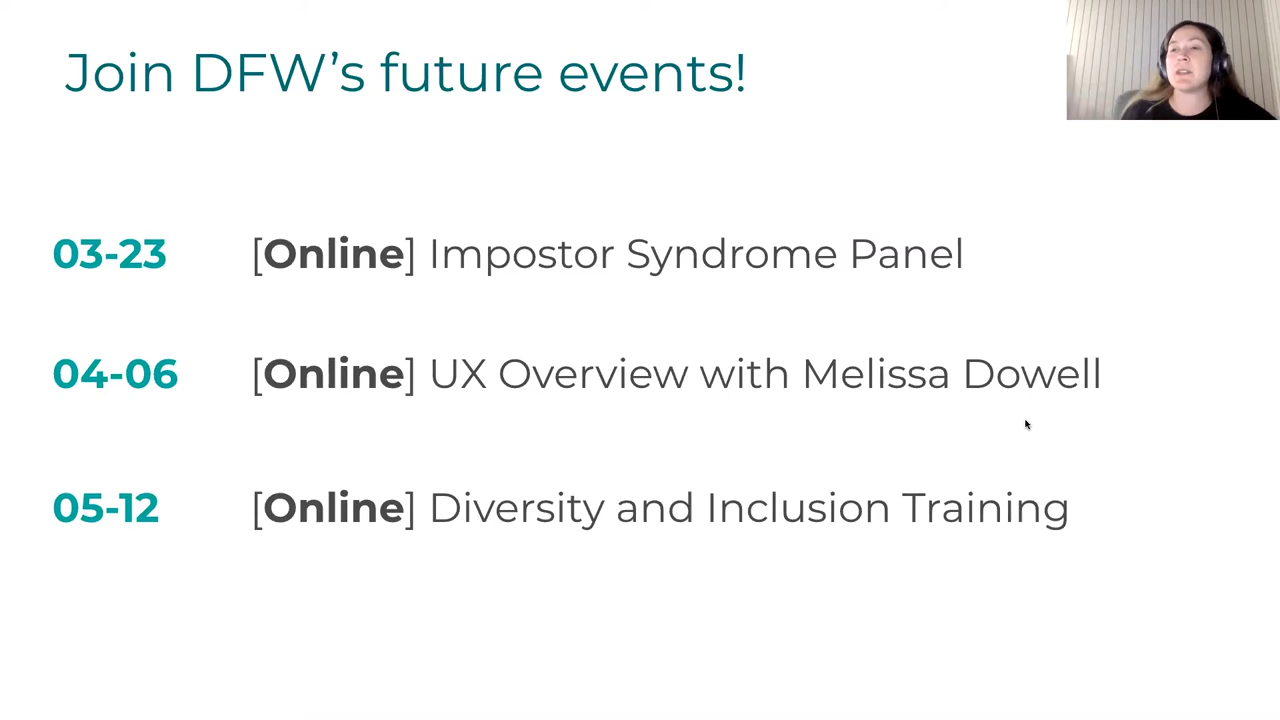 Join DFW’s future events!
03-23 [Online] Impostor Syndrome Panel
04-06 [Online] UX Overview with Melissa Dowell
05-12 [Online] Diversity and Inclusion Training